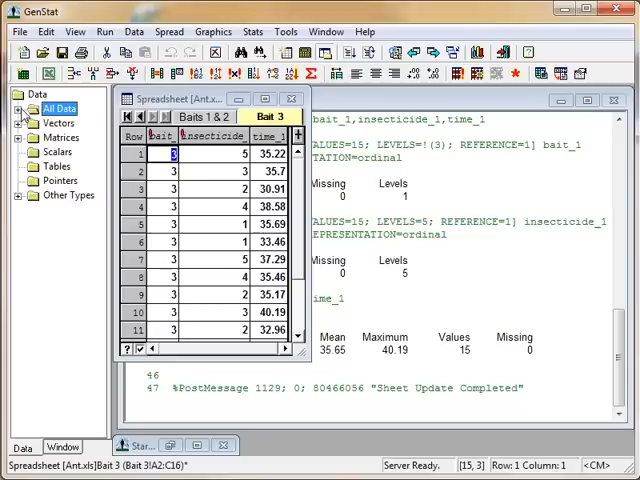 GenStat
File Edit View Run Data Spread Graphics Stats Tools Window Help
Data
All Data
Vectors
Matrices
Scalars
Tables
Pointers
Other Types
Data Window
Spreadsheet [Ant.x...
Baits 1 & 2 Bait 3
Row bait_ insecticide_ time_1
1 3 5 35.22
2 3 3 35.7
3 3 2 30.91
4 3 4 38.58
5 3 1 35.69
6 3 1 33.46
7 3 5 37.29
8 3 4 35.46
9 3 2 35.17
10 3 3 40.19
11 3 2 32.96
bait_1,insecticide_1,time_1
VALUES=15; LEVELS=!(3); REFERENCE=1] bait_1
TATION=ordinal
Missing Levels
0 1
VALUES=15; LEVELS=5; REFERENCE=1] insecticide_1
EPRESENTATION=ordinal
Missing Levels
0 5
ime_1
Mean Maximum Values Missing
35.65 40.19 15 0
46
47 %PostMessage 1129; 0; 80466056 "Sheet Update Completed"
Star...
Spreadsheet [Ant.xls]Bait 3 (Bait 3!A2:C16)* Server Ready. [15, 3] Row: 1 Column: 1 <CM>